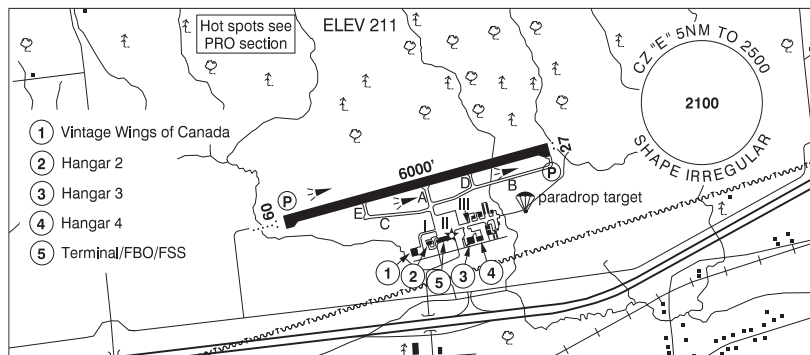 Hot spots see
PRO section
ELEV 211
CZ "E" 5NM TO 2500
2100
SHAPE IRREGULAR
1 Vintage Wings of Canada
2 Hangar 2
3 Hangar 3
4 Hangar 4
5 Terminal/FBO/FSS
6000'
27
09
P
P
A
D
B
E
C
paradrop target
I
II
III
1
2
5
3
4